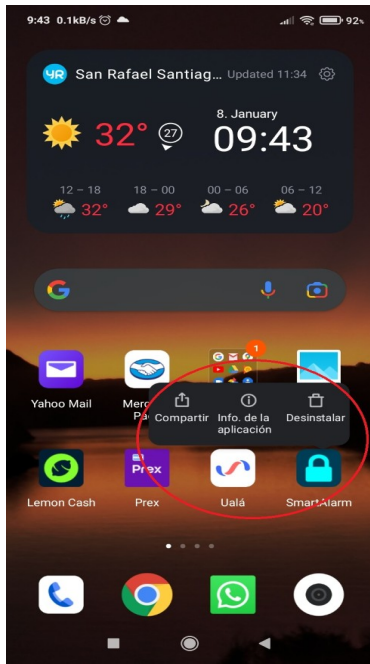 9:43 0.1kB/s 92%
YR San Rafael Santiag... Updated 11:34
32° 27
8. January
09:43
12 – 18 18 – 00 00 – 06 06 – 12
32° 29° 26° 20°
G
1
Yahoo Mail
Compartir Info. de la aplicación Desinstalar
Prex
Lemon Cash Prex Ualá SmartAlarm